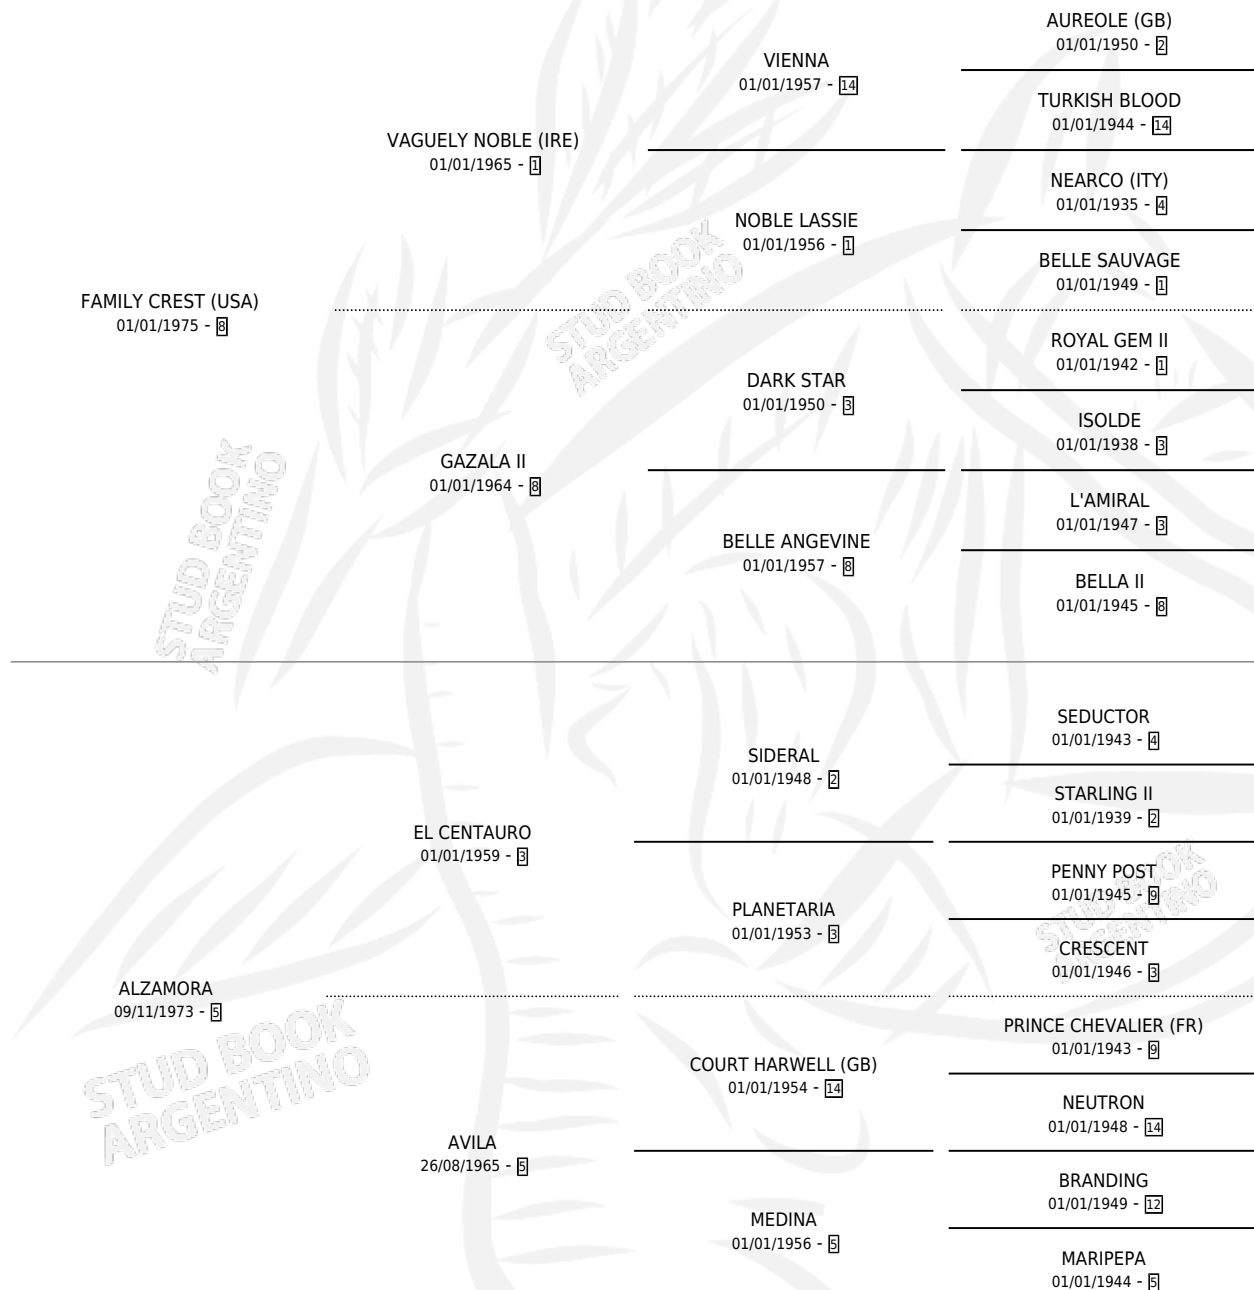 AUREOLE (GB)
01/01/1950 - 2
VIENNA
01/01/1957 - 14
TURKISH BLOOD
01/01/1944 - 14
VAGUELY NOBLE (IRE)
01/01/1965 - 1
NEARCO (ITY)
01/01/1935 - 4
NOBLE LASSIE
01/01/1956 - 1
BELLE SAUVAGE
01/01/1949 - 1
FAMILY CREST (USA)
01/01/1975 - 8
STUD BOOK
ARGENTINO
ROYAL GEM II
01/01/1942 - 1
DARK STAR
01/01/1950 - 3
ISOLDE
01/01/1938 - 3
GAZALA II
01/01/1964 - 8
L'AMIRAL
01/01/1947 - 3
BELLE ANGEVINE
01/01/1957 - 8
BELLA II
01/01/1945 - 8
STUD BOOK
ARGENTINO
SEDUCTOR
01/01/1943 - 4
SIDERAL
01/01/1948 - 2
STARLING II
01/01/1939 - 2
EL CENTAURO
01/01/1959 - 3
PENNY POST
01/01/1945 - 9
PLANETARIA
01/01/1953 - 3
STUD BOOK
ARGENTINO
CRESCENT
01/01/1946 - 3
ALZAMORA
09/11/1973 - 5
PRINCE CHEVALIER (FR)
01/01/1943 - 9
COURT HARWELL (GB)
01/01/1954 - 14
STUD BOOK
ARGENTINO
NEUTRON
01/01/1948 - 14
AVILA
26/08/1965 - 5
BRANDING
01/01/1949 - 12
MEDINA
01/01/1956 - 5
MARIPEPA
01/01/1944 - 5